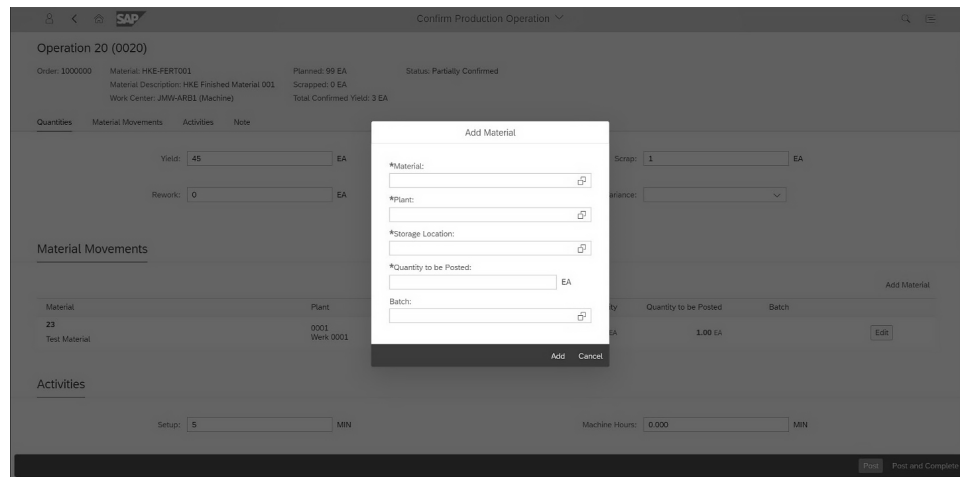 SAP
Confirm Production Operation
Operation 20 (0020)
Order: 1000000 Material: HKE-FERT001 Planned: 99 EA Status: Partially Confirmed
Material Description: HKE Finished Material 001 Scrapped: 0 EA
Work Center: JMW-ARB1 (Machine) Total Confirmed Yield: 3 EA
Quantities Material Movements Activities Note
Yield: 45 EA Scrap: 1 EA
Rework: 0 EA ariance:
Add Material
*Material:
*Plant:
*Storage Location:
*Quantity to be Posted:
EA
Batch:
Add Cancel
Material Movements
Add Material
Material Plant ity Quantity to be Posted Batch
23 0001 EA 1.00 EA Edit
Test Material Werk 0001
Activities
Setup: 5 MIN Machine Hours: 0.000 MIN
Post Post and Complete